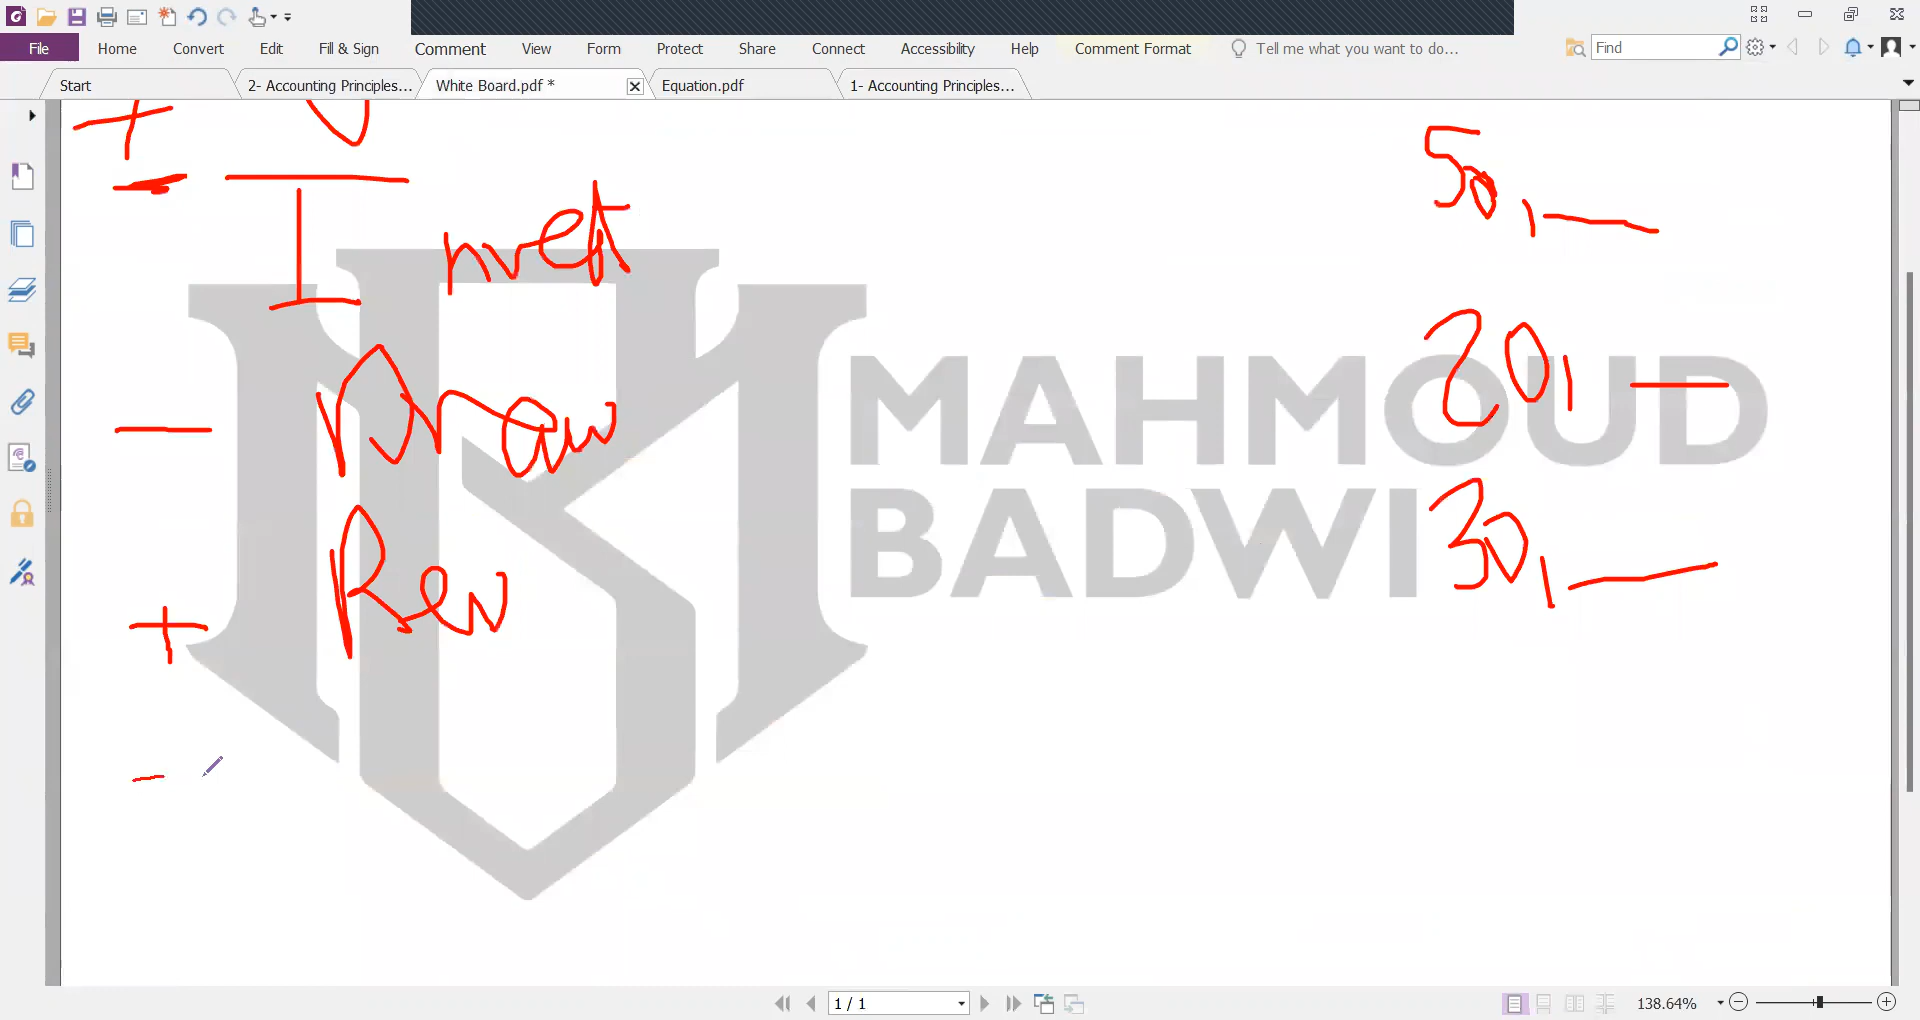 File Home Convert Edit Fill & Sign Comment View Form Protect Share Connect Accessibility Help Comment Format Tell me what you want to do... Find
Start 2- Accounting Principles... White Board.pdf * Equation.pdf 1- Accounting Principles...
+
50, —
=
I nvest
20, —
- Draw
30, —
+ Rev
-
MAHMOUD
BADWI
1 / 1 138.64%